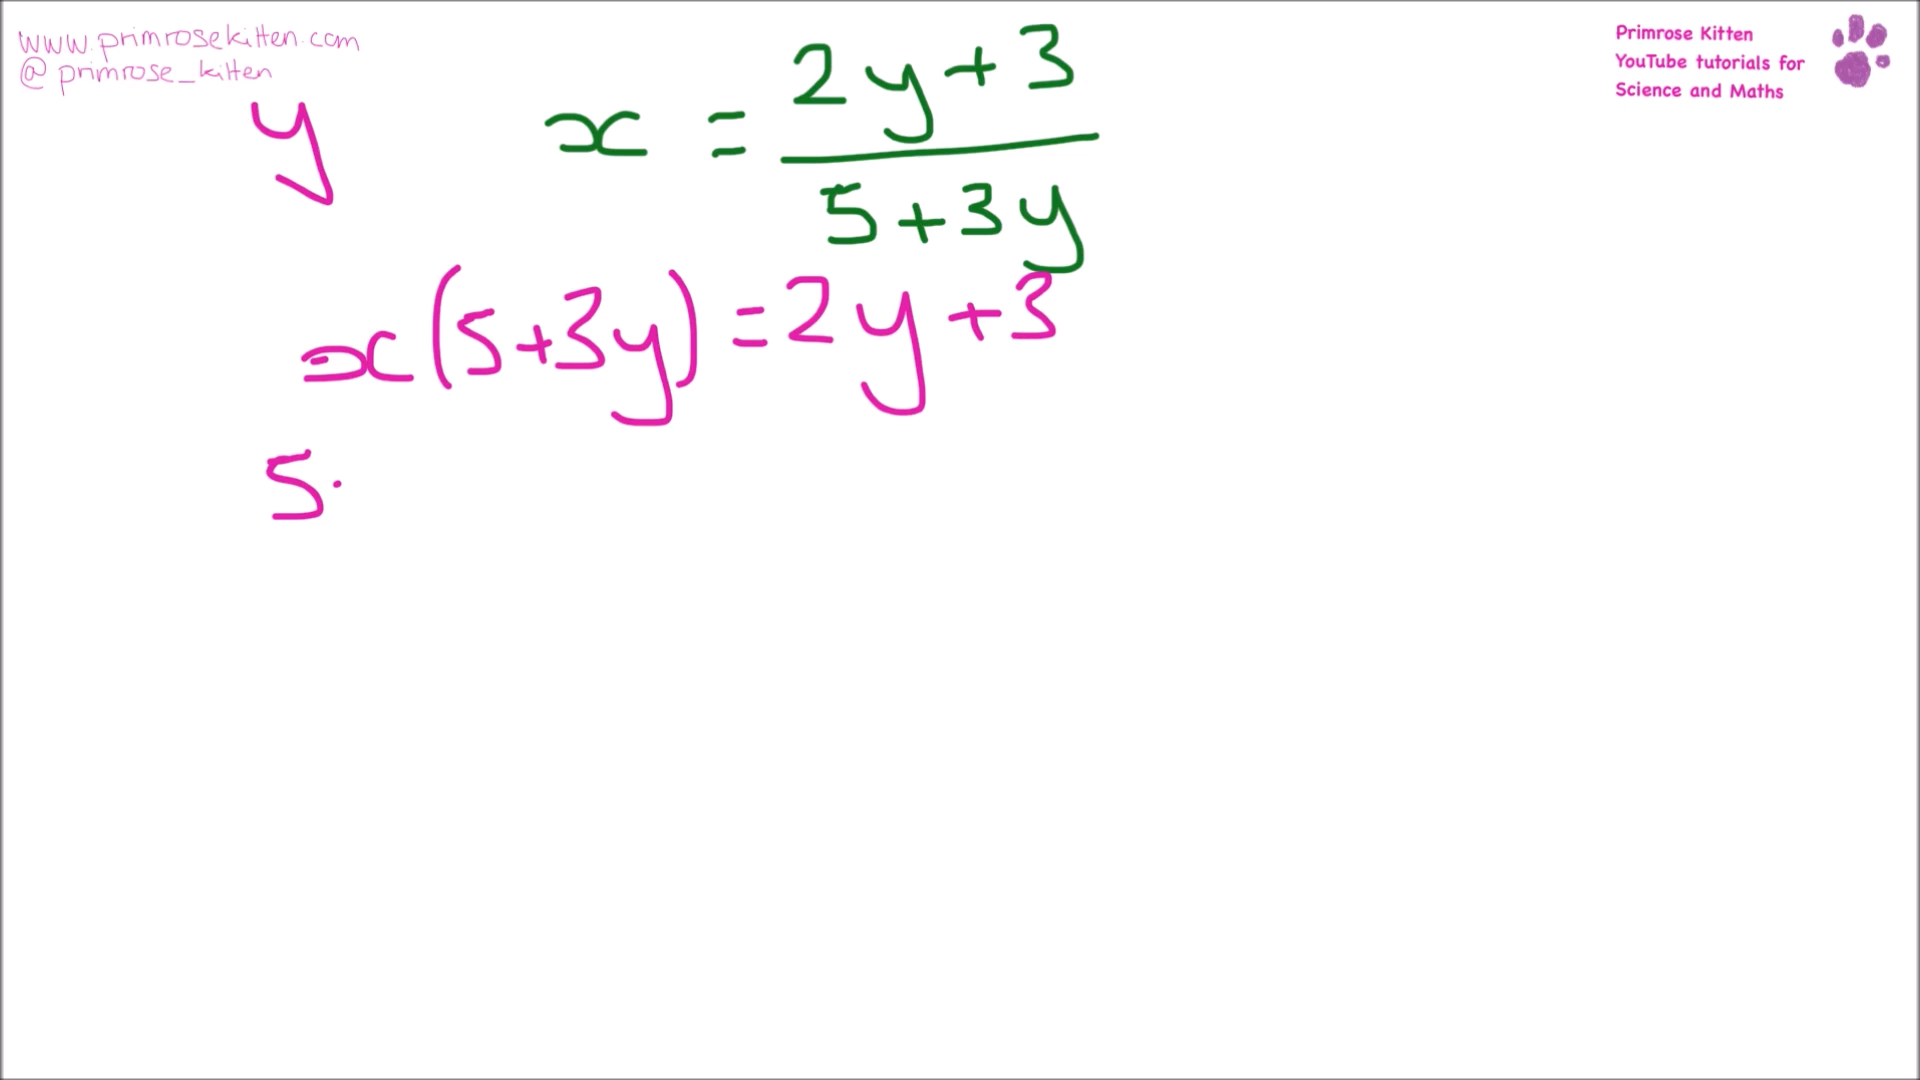 www.primrosekitten.com
@primrose_kitten
Primrose Kitten
YouTube tutorials for
Science and Maths
y
x = (2y+3)/(5+3y)
x(5+3y) = 2y+3
5.